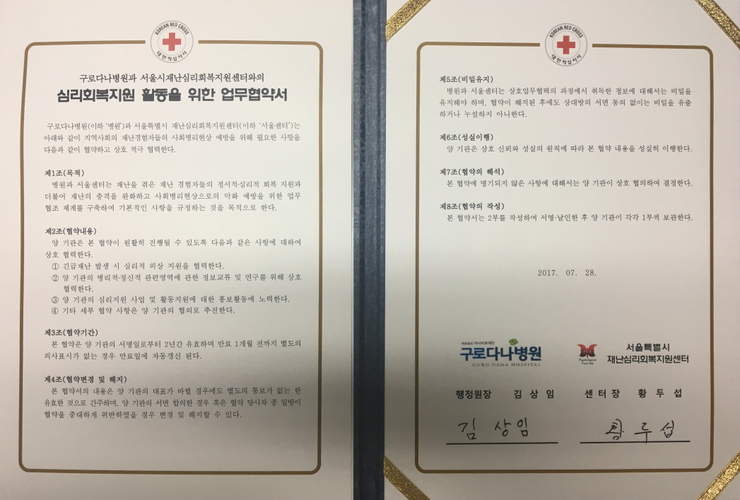 KOREAN RED CROSS
대한적십자사
구로다나병원과 서울시재난심리회복지원센터와의
심리회복지원 활동을 위한 업무협약서
구로다나병원(이하 '병원')과 서울특별시 재난심리회복지원센터(이하 '서울센터')는
아래와 같이 지역사회의 재난경험자들의 사회병리현상 예방을 위해 필요한 사항을
다음과 같이 협약하고 상호 적극 협력한다.
제1조(목적)
병원과 서울센터는 재난을 겪은 재난 경험자들의 정서적·심리적 회복 지원과
더불어 재난의 충격을 완화하고 사회병리현상으로의 악화 예방을 위한 업무
협조 체계를 구축하여 기본적인 사항을 규정하는 것을 목적으로 한다.
제2조(협약내용)
양 기관은 본 협약이 원활히 진행될 수 있도록 다음과 같은 사항에 대하여
상호 협력한다.
① 긴급재난 발생 시 심리적 외상 지원을 협력한다.
② 양 기관의 병리적·정신적 관련영역에 관한 정보교류 및 연구를 위해 상호
협력한다.
③ 양 기관의 심리지원 사업 및 활동지원에 대한 홍보활동에 노력한다.
④ 기타 세부 협약 사항은 양 기관의 협의로 추진한다.
제3조(협약기간)
본 협약은 양 기관의 서명일로부터 2년간 유효하며 만료 1개월 전까지 별도의
의사표시가 없는 경우 만료일에 자동갱신 된다.
제4조(협약변경 및 해지)
본 협약서의 내용은 양 기관의 대표가 바뀔 경우에도 별도의 통보가 없는 한
유효한 것으로 간주하며, 양 기관의 서면 합의한 경우 혹은 협약 당사자 중 일방이
협약을 중대하게 위반하였을 경우 변경 및 해지할 수 있다.
KOREAN RED CROSS
대한적십자사
제5조(비밀유지)
병원과 서울센터는 상호업무협력의 과정에서 취득한 정보에 대해서는 비밀을
유지해야 하며, 협약이 해지된 후에도 상대방의 서면 동의 없이는 비밀을 유출
하거나 누설하지 아니한다.
제6조(성실이행)
양 기관은 상호 신뢰와 성실의 원칙에 따라 본 협약 내용을 성실히 이행한다.
제7조(협약의 해석)
본 협약에 명기되지 않은 사항에 대해서는 양 기관이 상호 협의하여 결정한다.
제8조(협약의 작성)
본 협약서는 2부를 작성하여 서명·날인한 후 양 기관이 각각 1부씩 보관한다.
2017. 07. 28.
구로다나병원
GURO DANA HOSPITAL
서울특별시
재난심리회복지원센터
행정원장 김상임
센터장 황두섭
김상임
황두섭